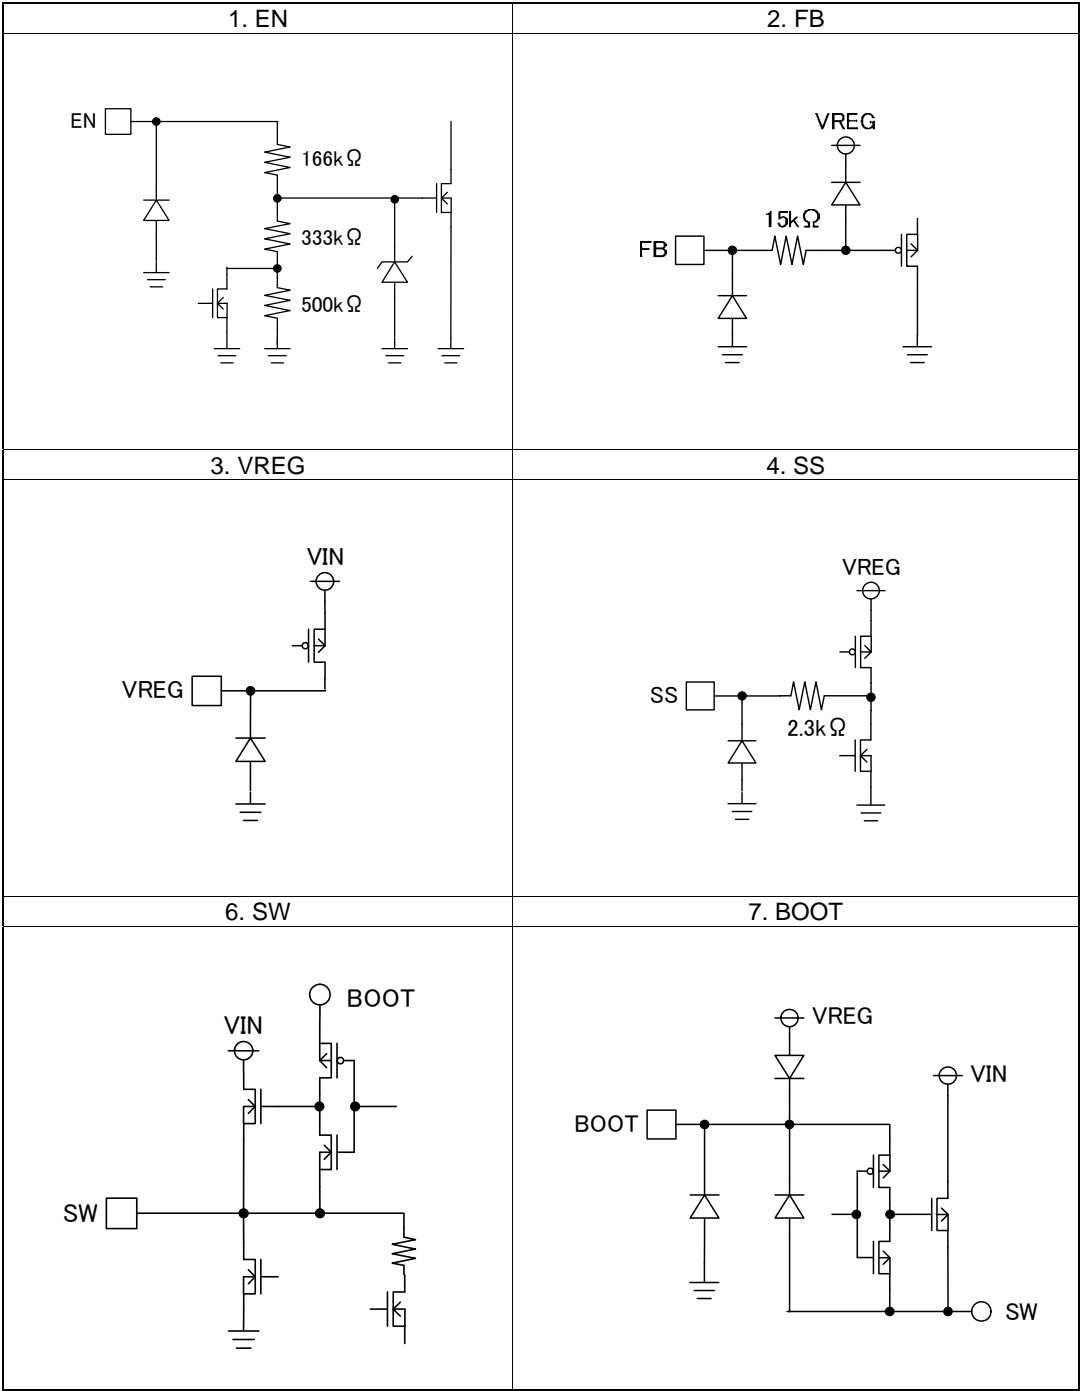 1. EN
2. FB
EN
166kΩ
333kΩ
500kΩ
VREG
15kΩ
FB
3. VREG
4. SS
VIN
VREG
VREG
SS
2.3kΩ
6. SW
7. BOOT
BOOT
VIN
SW
VREG
VIN
BOOT
SW